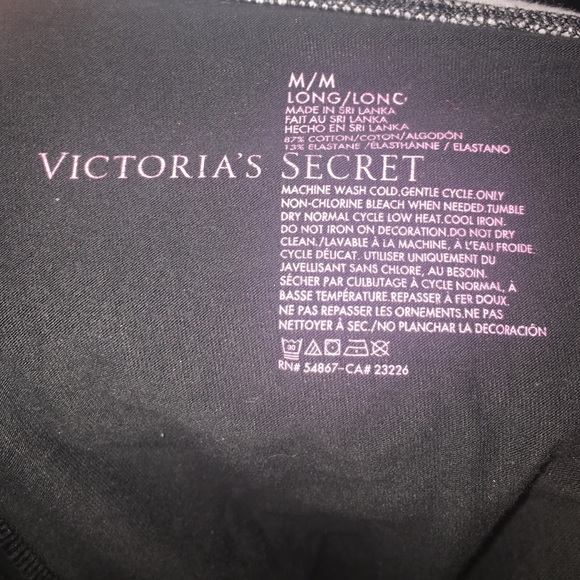 M/M
LONG/LONG
MADE IN SRI LANKA
FAIT AU SRI LANKA
HECHO EN SRI LANKA
87% COTTON/COTON/ALGODÓN
13% ELASTANE /ÉLASTHANNE / ELASTANO
VICTORIA'S SECRET
MACHINE WASH COLD.GENTLE CYCLE.ONLY
NON-CHLORINE BLEACH WHEN NEEDED.TUMBLE
DRY NORMAL CYCLE LOW HEAT.COOL IRON.
DO NOT IRON ON DECORATION.DO NOT DRY
CLEAN./LAVABLE À LA MACHINE, À L'EAU FROIDE.
CYCLE DÉLICAT. UTILISER UNIQUEMENT DU
JAVELLISANT SANS CHLORE, AU BESOIN.
SÉCHER PAR CULBUTAGE À CYCLE NORMAL, À
BASSE TEMPÉRATURE.REPASSER À FER DOUX.
NE PAS REPASSER LES ORNEMENTS.NE PAS
NETTOYER À SEC./NO PLANCHAR LA DECORACIÓN
30
RN# 54867-CA# 23226